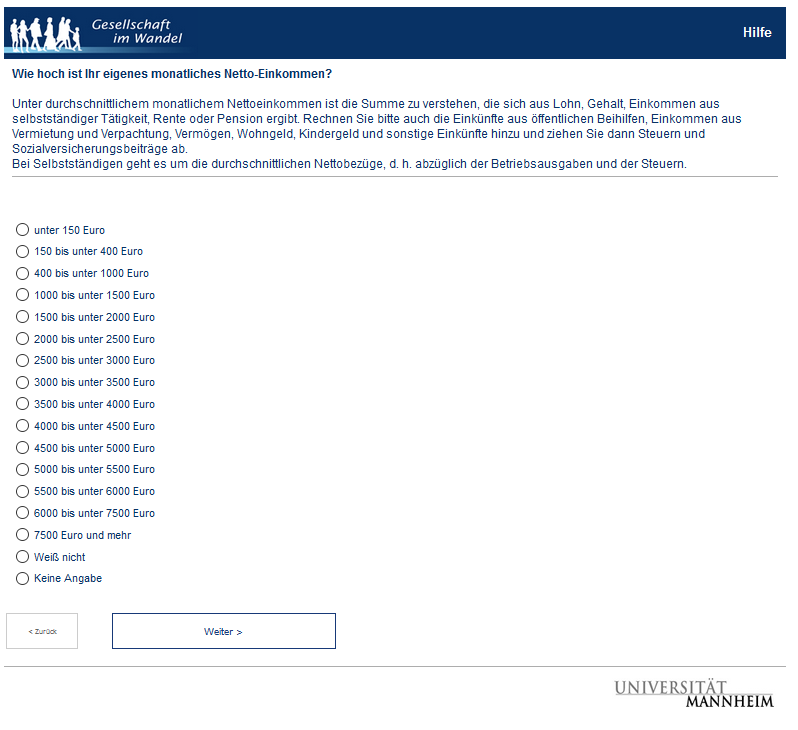 Gesellschaft
im Wandel
Hilfe
Wie hoch ist Ihr eigenes monatliches Netto-Einkommen?
Unter durchschnittlichem monatlichem Nettoeinkommen ist die Summe zu verstehen, die sich aus Lohn, Gehalt, Einkommen aus
selbstständiger Tätigkeit, Rente oder Pension ergibt. Rechnen Sie bitte auch die Einkünfte aus öffentlichen Beihilfen, Einkommen aus
Vermietung und Verpachtung, Vermögen, Wohngeld, Kindergeld und sonstige Einkünfte hinzu und ziehen Sie dann Steuern und
Sozialversicherungsbeiträge ab.
Bei Selbstständigen geht es um die durchschnittlichen Nettobezüge, d. h. abzüglich der Betriebsausgaben und der Steuern.
unter 150 Euro
150 bis unter 400 Euro
400 bis unter 1000 Euro
1000 bis unter 1500 Euro
1500 bis unter 2000 Euro
2000 bis unter 2500 Euro
2500 bis unter 3000 Euro
3000 bis unter 3500 Euro
3500 bis unter 4000 Euro
4000 bis unter 4500 Euro
4500 bis unter 5000 Euro
5000 bis unter 5500 Euro
5500 bis unter 6000 Euro
6000 bis unter 7500 Euro
7500 Euro und mehr
Weiß nicht
Keine Angabe
< Zurück
Weiter >
UNIVERSITÄT
MANNHEIM